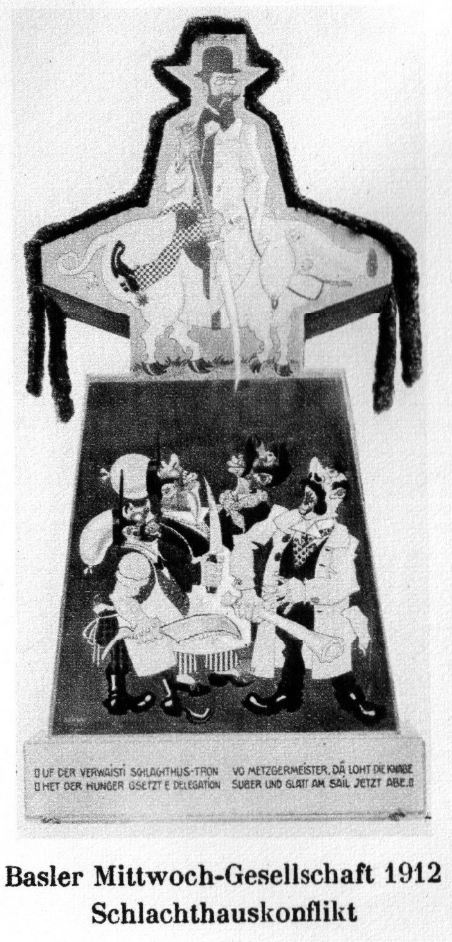 UF DER VERWAISTI SCHLACHTHUS-TRON
HET DER HUNGER GSETZT E DELEGATION
VO METZGERMEISTER, DÄ LOHT DIE KNABE
SUBER UND GLATT AM SAIL JETZT ABE.
Basler Mittwoch-Gesellschaft 1912
Schlachthauskonflikt